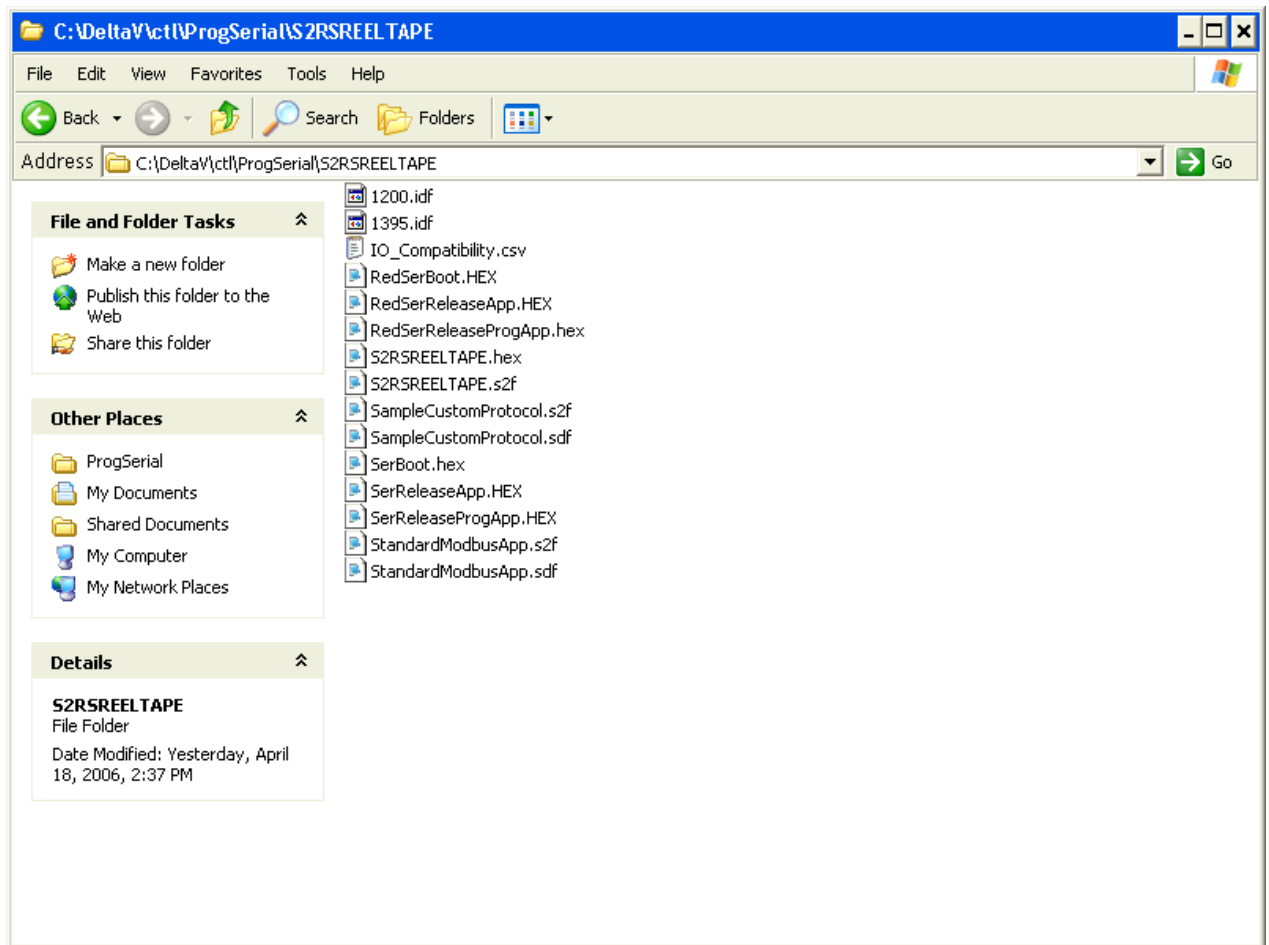 C:\DeltaV\ctl\ProgSerial\S2RSREELTAPE
File Edit View Favorites Tools Help
Back Search Folders
Address C:\DeltaV\ctl\ProgSerial\S2RSREELTAPE Go
File and Folder Tasks
Make a new folder
Publish this folder to the
Web
Share this folder
Other Places
ProgSerial
My Documents
Shared Documents
My Computer
My Network Places
Details
S2RSREELTAPE
File Folder
Date Modified: Yesterday, April
18, 2006, 2:37 PM
1200.idf
1395.idf
IO_Compatibility.csv
RedSerBoot.HEX
RedSerReleaseApp.HEX
RedSerReleaseProgApp.hex
S2RSREELTAPE.hex
S2RSREELTAPE.s2f
SampleCustomProtocol.s2f
SampleCustomProtocol.sdf
SerBoot.hex
SerReleaseApp.HEX
SerReleaseProgApp.HEX
StandardModbusApp.s2f
StandardModbusApp.sdf